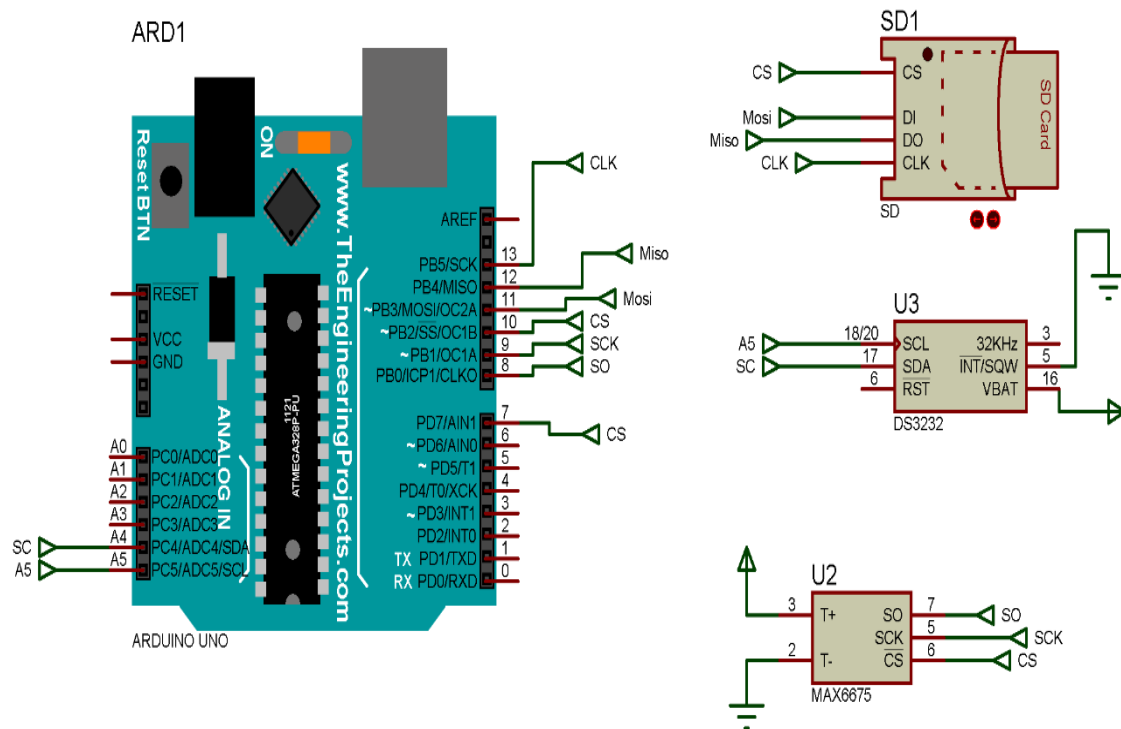 ARD1
ARDUINO UNO
Reset BTN
ON
www.TheEngineeringProjects.com
ANALOG IN
1121
ATMEGA328P-PU
RESET
VCC
GND
A0 PC0/ADC0
A1 PC1/ADC1
A2 PC2/ADC2
A3 PC3/ADC3
SC A4 PC4/ADC4/SDA
A5 A5 PC5/ADC5/SCL
AREF
PB5/SCK 13 CLK
PB4/MISO 12 Miso
~PB3/MOSI/OC2A 11 Mosi
~PB2/SS/OC1B 10 CS
~PB1/OC1A 9 SCK
PB0/ICP1/CLKO 8 SO
PD7/AIN1 7 CS
~PD6/AIN0 6
~PD5/T1 5
PD4/T0/XCK 4
~PD3/INT1 3
PD2/INT0 2
TX PD1/TXD 1
RX PD0/RXD 0
SD1
CS CS
Mosi DI
Miso DO
CLK CLK
SD Card
SD
U3
A5 18/20 SCL 32KHz 3
SC 17 SDA INT/SQW 5
6 RST VBAT 16
DS3232
U2
3 T+ SO 7 SO
SCK 5 SCK
2 T- CS 6 CS
MAX6675